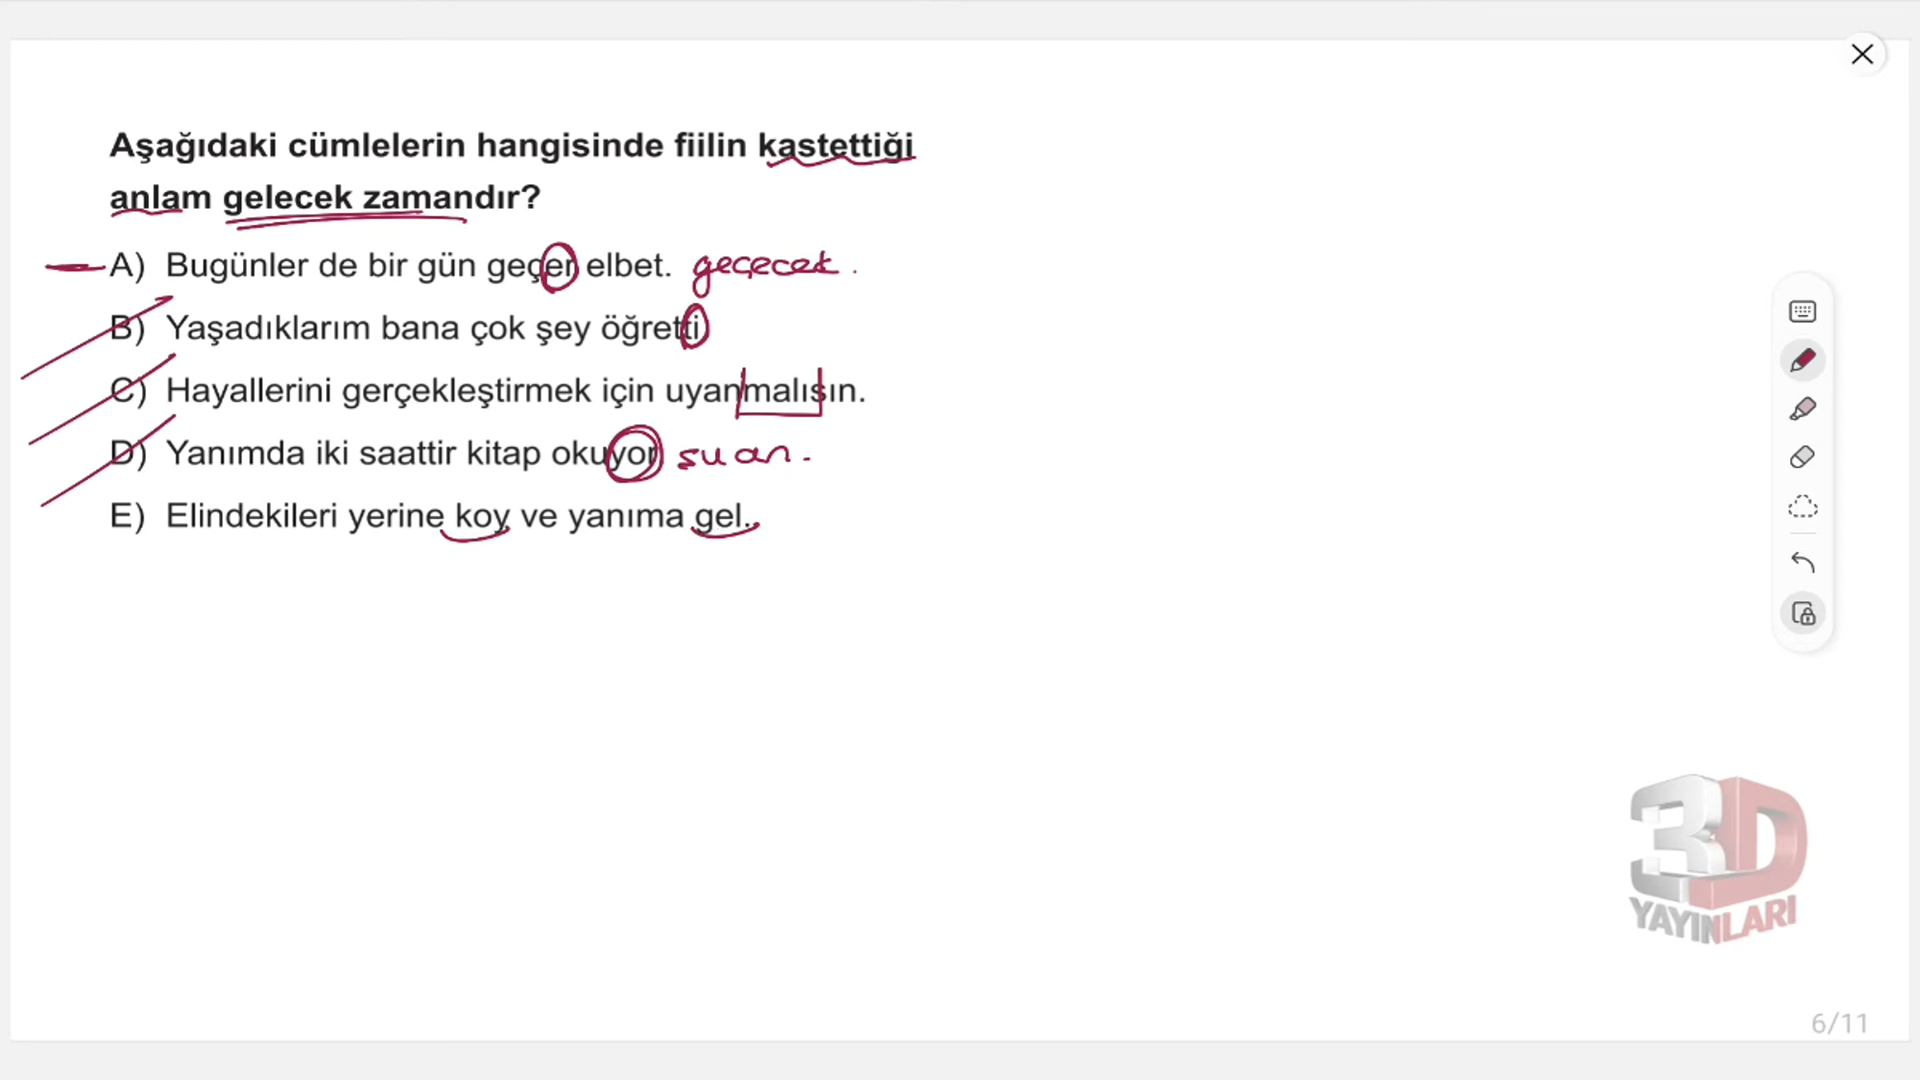 Aşağıdaki cümlelerin hangisinde fiilin kastettiği
anlam gelecek zamandır?
A) Bugünler de bir gün geçer elbet. geçecek.
B) Yaşadıklarım bana çok şey öğretti
C) Hayallerini gerçekleştirmek için uyanmalısın.
D) Yanımda iki saattir kitap okuyor şu an.
E) Elindekileri yerine koy ve yanıma gel.
3D
YAYINLARI
6/11